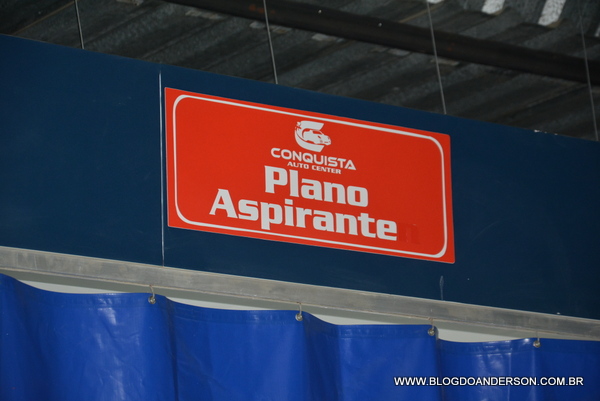 CONQUISTA
AUTO CENTER
Plano
Aspirante
WWW.BLOGDOANDERSON.COM.BR